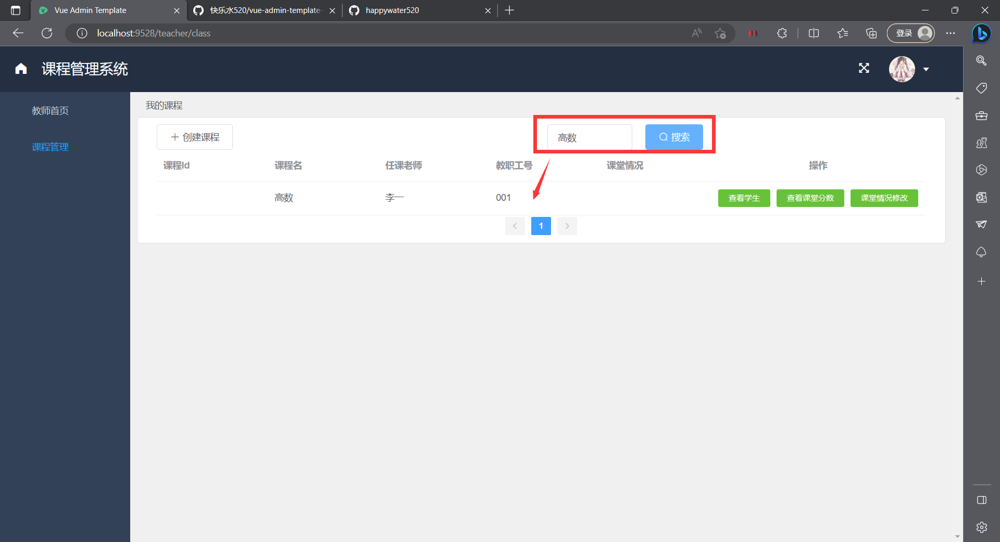 Vue Admin Template
快乐水520/vue-admin-template-
happywater520
localhost:9528/teacher/class
登录
课程管理系统
教师首页
课程管理
我的课程
创建课程
高数
搜索
课程Id 课程名 任课老师 教职工号 课堂情况 操作
高数 李一 001 查看学生 查看课堂分数 课堂情况修改
1